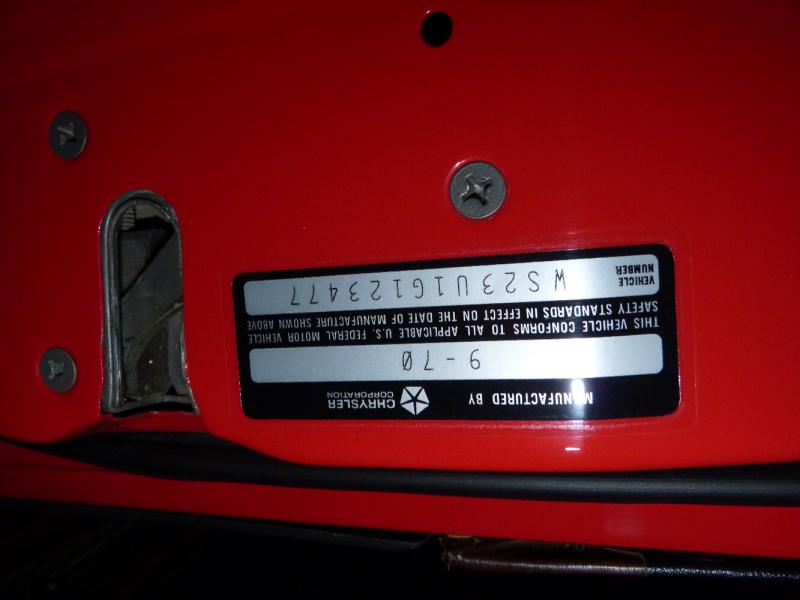 MANUFACTURED BY CHRYSLER CORPORATION
9-70
THIS VEHICLE CONFORMS TO ALL APPLICABLE U.S. FEDERAL MOTOR VEHICLE
SAFETY STANDARDS IN EFFECT ON THE DATE OF MANUFACTURE SHOWN ABOVE
VEHICLE NUMBER WS23U1G123477